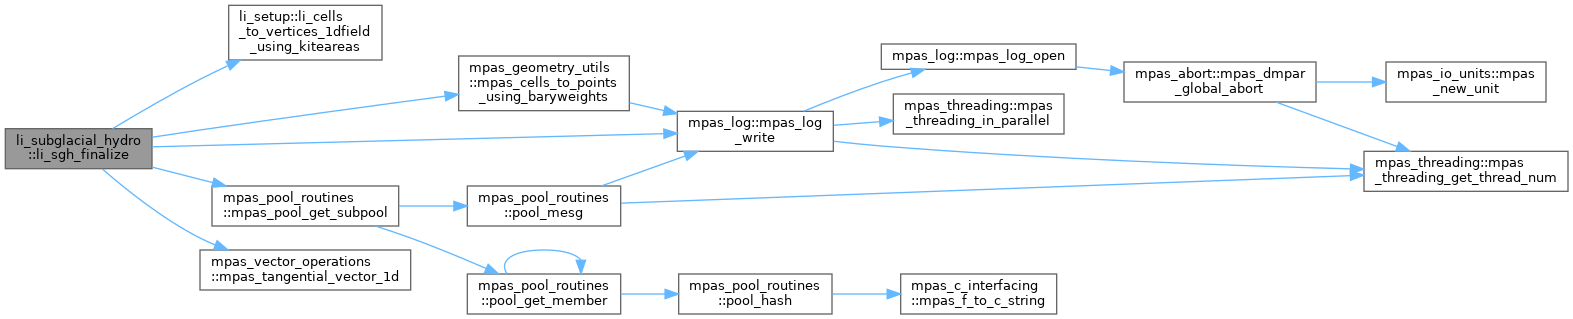 li_subglacial_hydro
::li_sgh_finalize
li_setup::li_cells
_to_vertices_1dfield
_using_kiteareas
mpas_geometry_utils
::mpas_cells_to_points
_using_baryweights
mpas_pool_routines
::mpas_pool_get_subpool
mpas_vector_operations
::mpas_tangential_vector_1d
mpas_pool_routines
::pool_mesg
mpas_pool_routines
::pool_get_member
mpas_log::mpas_log
_write
mpas_pool_routines
::pool_hash
mpas_log::mpas_log_open
mpas_threading::mpas
_threading_in_parallel
mpas_c_interfacing
::mpas_f_to_c_string
mpas_abort::mpas_dmpar
_global_abort
mpas_io_units::mpas
_new_unit
mpas_threading::mpas
_threading_get_thread_num